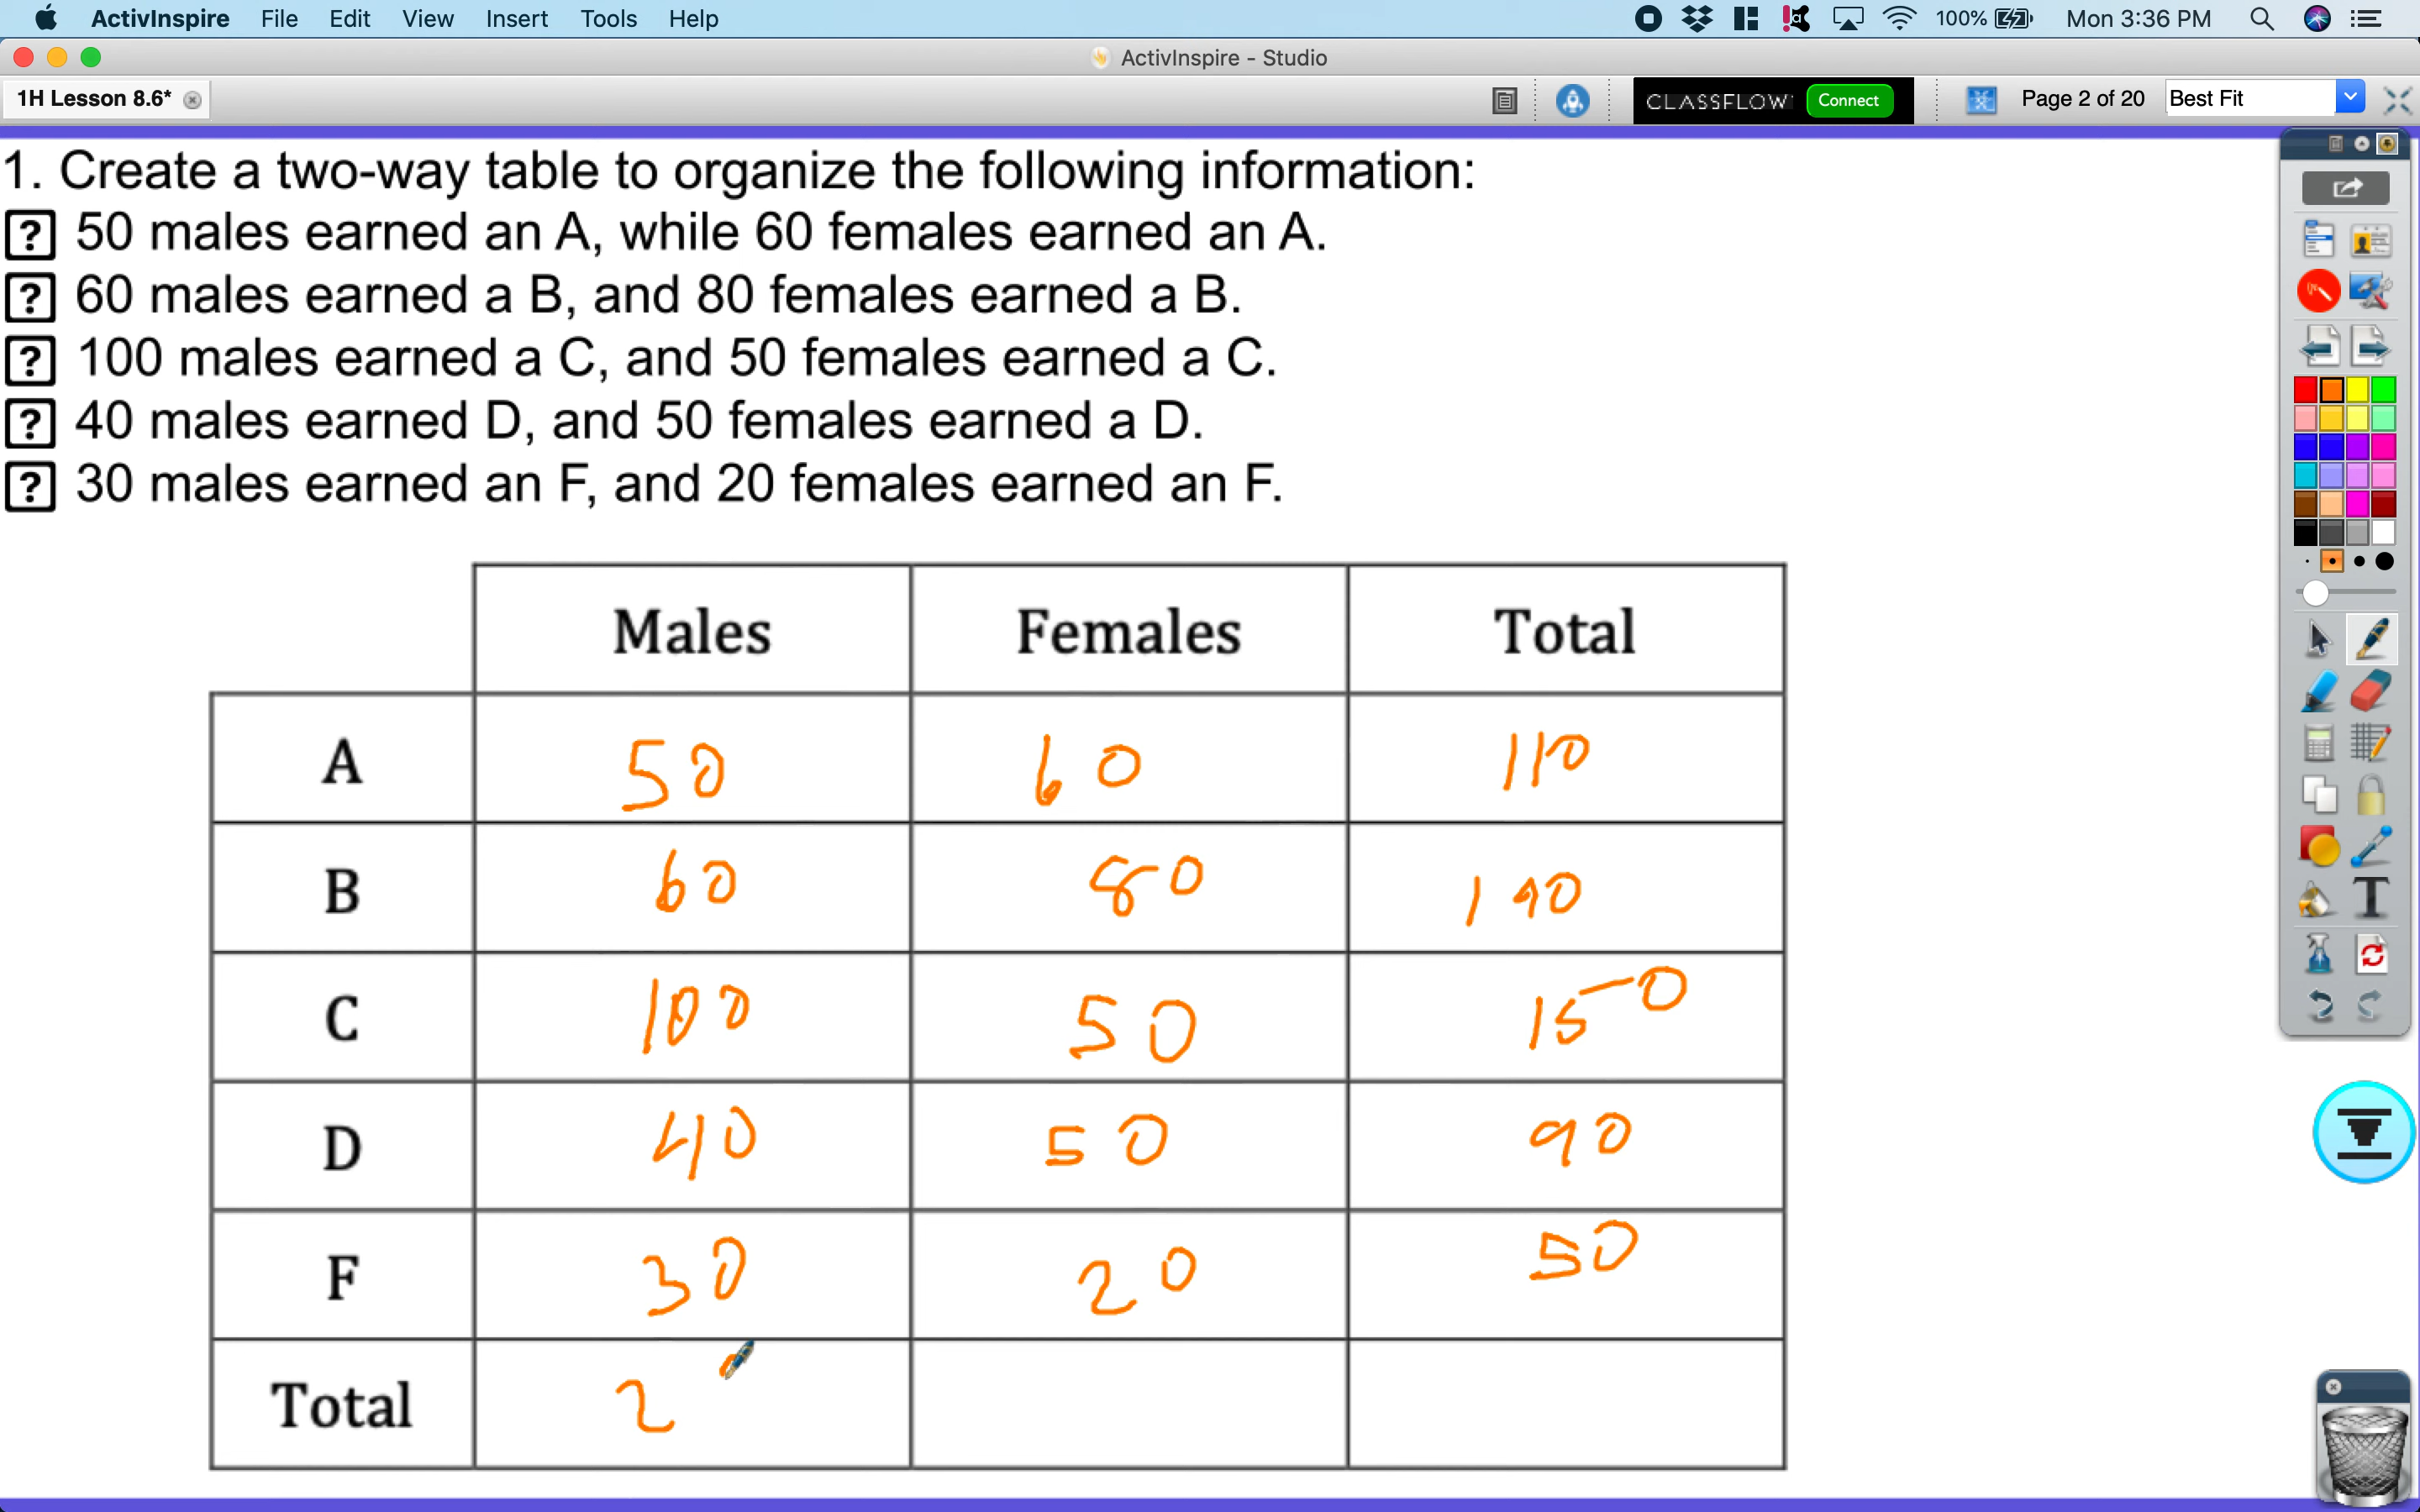 ActivInspire File Edit View Insert Tools Help 100% Mon 3:36 PM
ActivInspire - Studio
1H Lesson 8.6* CLASSFLOW Connect Page 2 of 20 Best Fit
1. Create a two-way table to organize the following information:
? 50 males earned an A, while 60 females earned an A.
? 60 males earned a B, and 80 females earned a B.
? 100 males earned a C, and 50 females earned a C.
? 40 males earned D, and 50 females earned a D.
? 30 males earned an F, and 20 females earned an F.
Males Females Total
A 50 60 110
B 60 80 140
C 100 50 150
D 40 50 90
F 30 20 50
Total 2